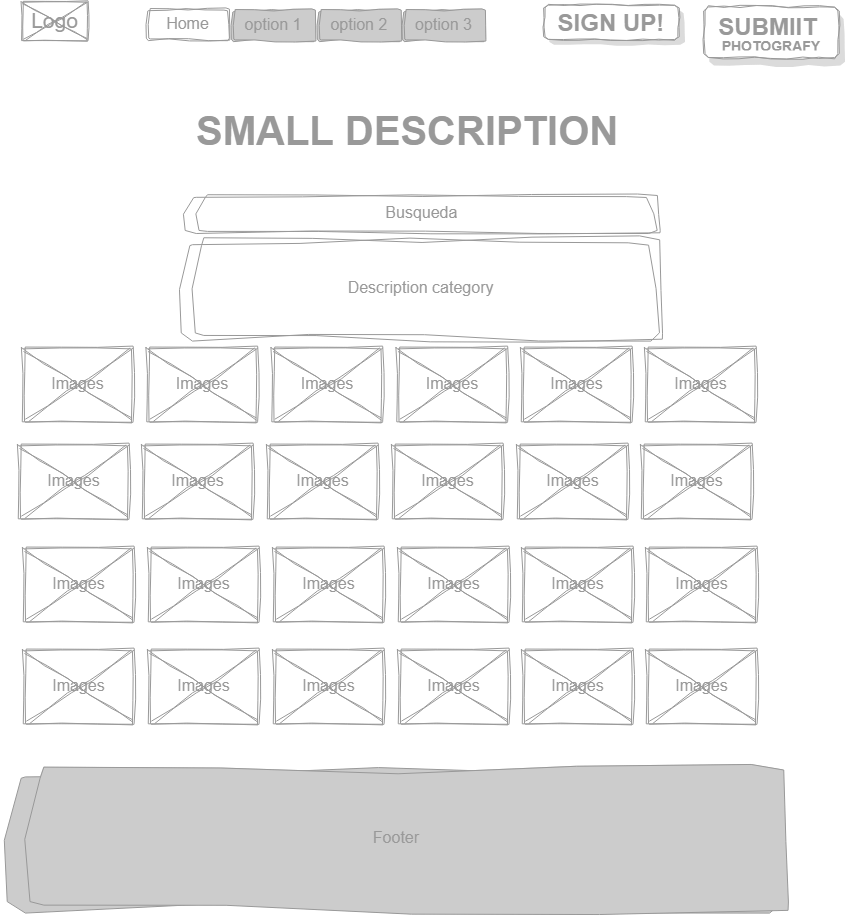 Logo
Home option 1 option 2 option 3
SIGN UP!
SUBMIIT
PHOTOGRAFY
SMALL DESCRIPTION
Busqueda
Description category
Images Images Images Images Images Images
Images Images Images Images Images Images
Images Images Images Images Images Images
Images Images Images Images Images Images
Footer